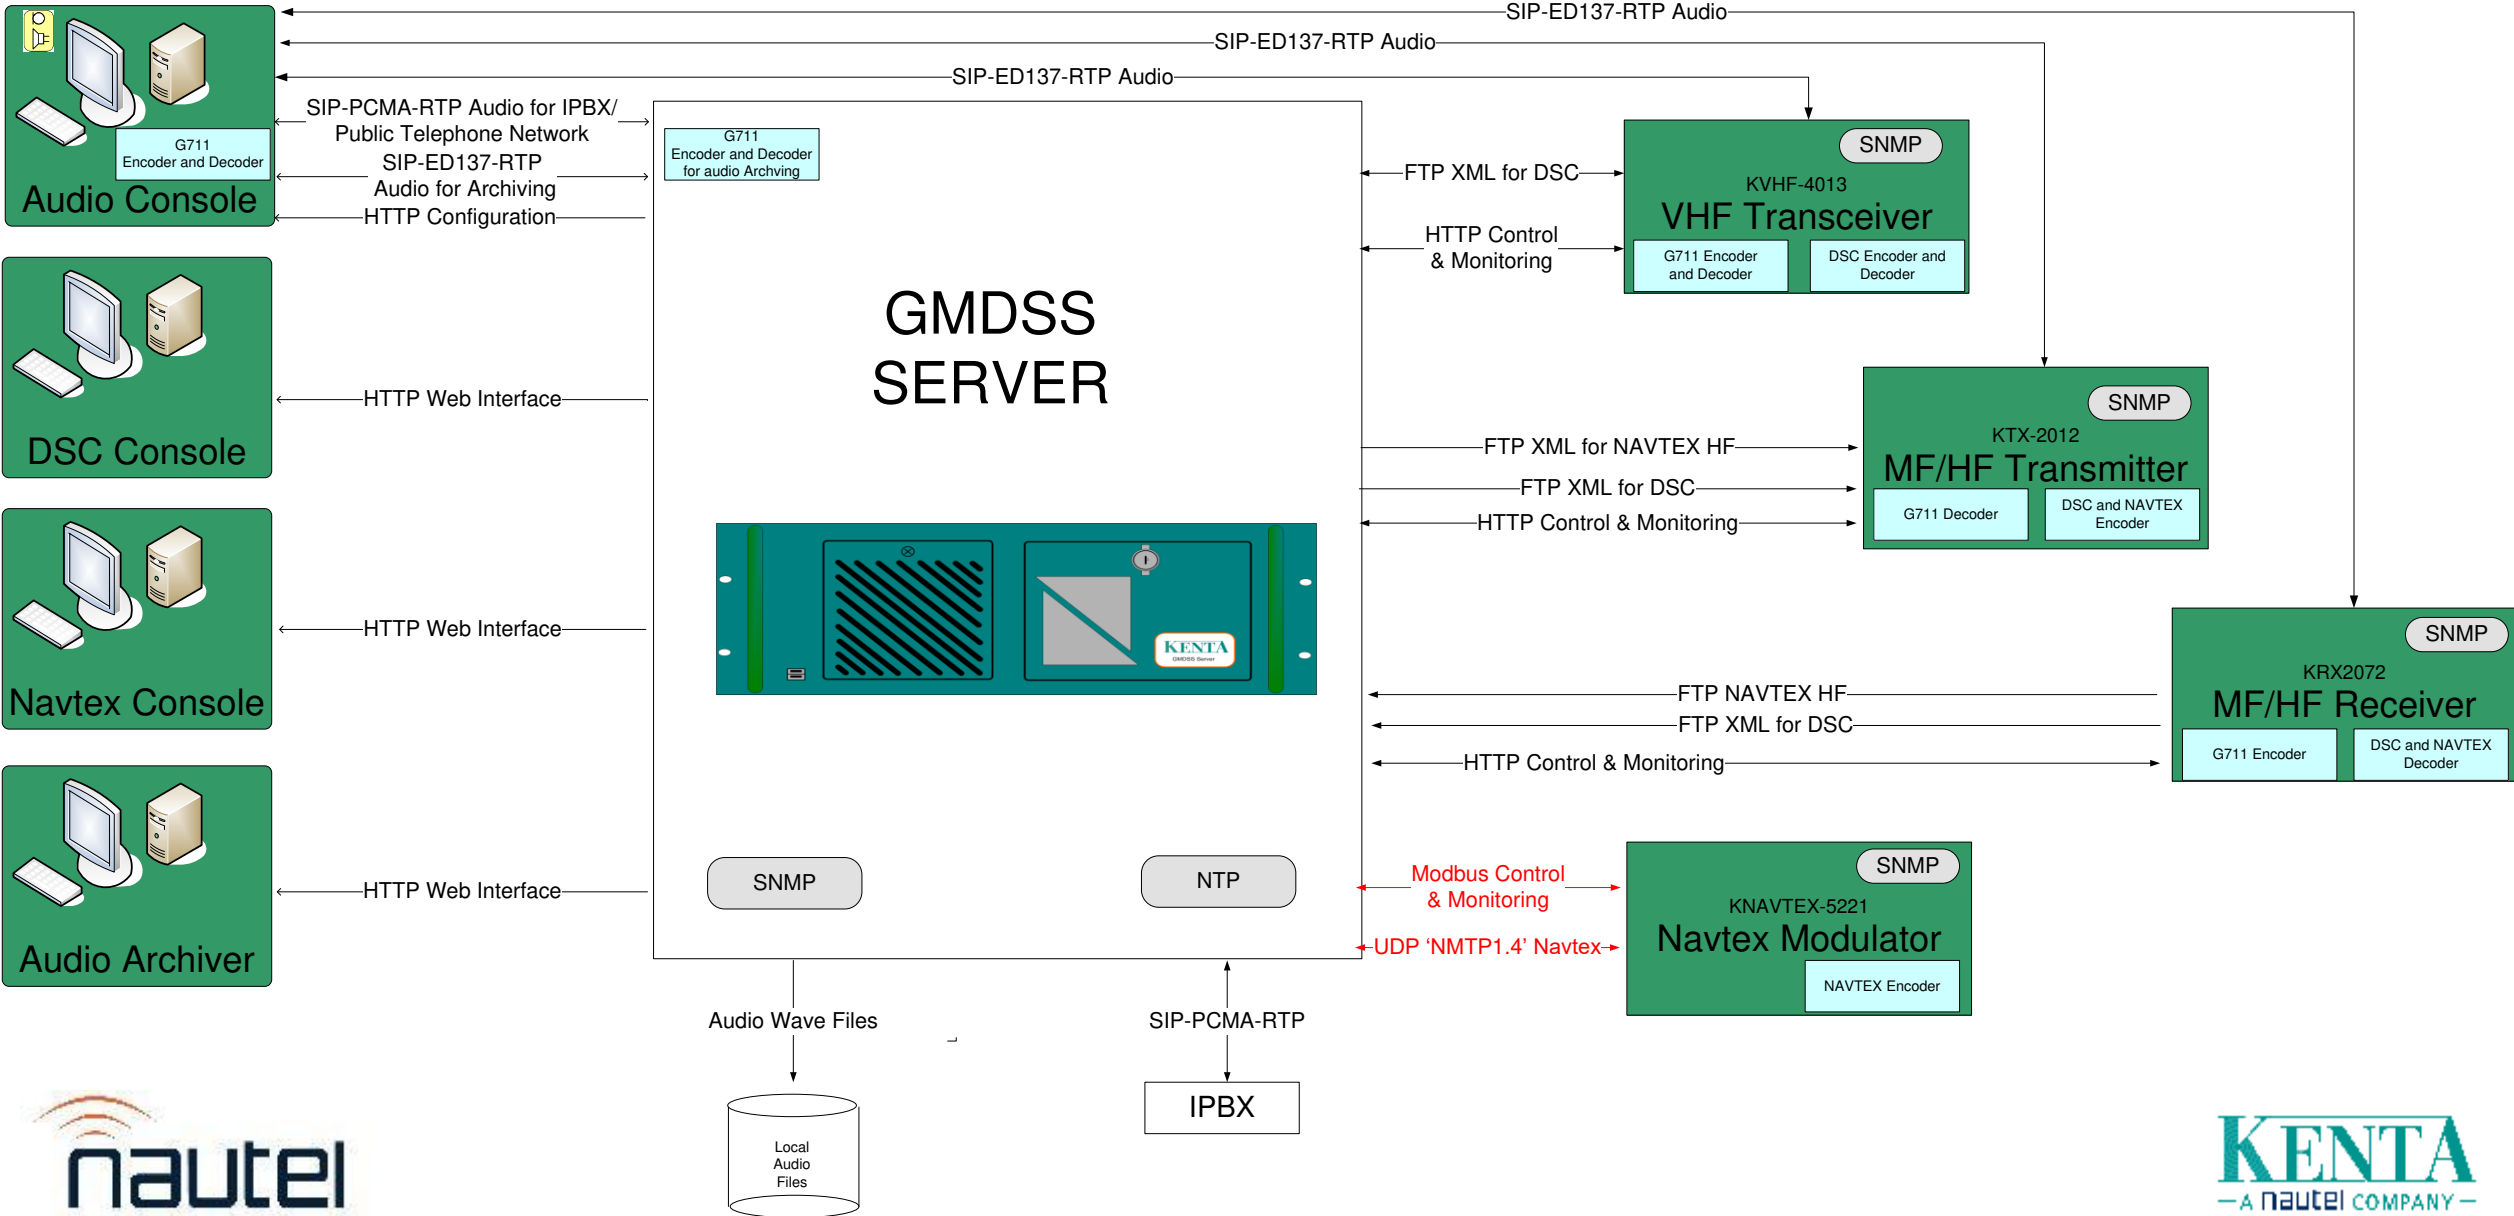 SIP-ED137-RTP Audio
SIP-ED137-RTP Audio
SIP-ED137-RTP Audio
SIP-PCMA-RTP Audio for IPBX/
Public Telephone Network
SIP-ED137-RTP
Audio for Archiving
HTTP Configuration
G711
Encoder and Decoder
Audio Console
G711
Encoder and Decoder
for audio Archving
GMDSS
SERVER
FTP XML for DSC
HTTP Control
& Monitoring
SNMP
KVHF-4013
VHF Transceiver
G711 Encoder
and Decoder
DSC Encoder and
Decoder
HTTP Web Interface
DSC Console
FTP XML for NAVTEX HF
FTP XML for DSC
HTTP Control & Monitoring
SNMP
KTX-2012
MF/HF Transmitter
G711 Decoder
DSC and NAVTEX
Encoder
HTTP Web Interface
Navtex Console
KENTA
GMDSS Server
FTP NAVTEX HF
FTP XML for DSC
HTTP Control & Monitoring
SNMP
KRX2072
MF/HF Receiver
G711 Encoder
DSC and NAVTEX
Decoder
HTTP Web Interface
Audio Archiver
SNMP
NTP
Modbus Control
& Monitoring
UDP ‘NMTP1.4’ Navtex
SNMP
KNAVTEX-5221
Navtex Modulator
NAVTEX Encoder
Audio Wave Files
SIP-PCMA-RTP
IPBX
Local
Audio
Files
nautel
KENTA
A nautel COMPANY